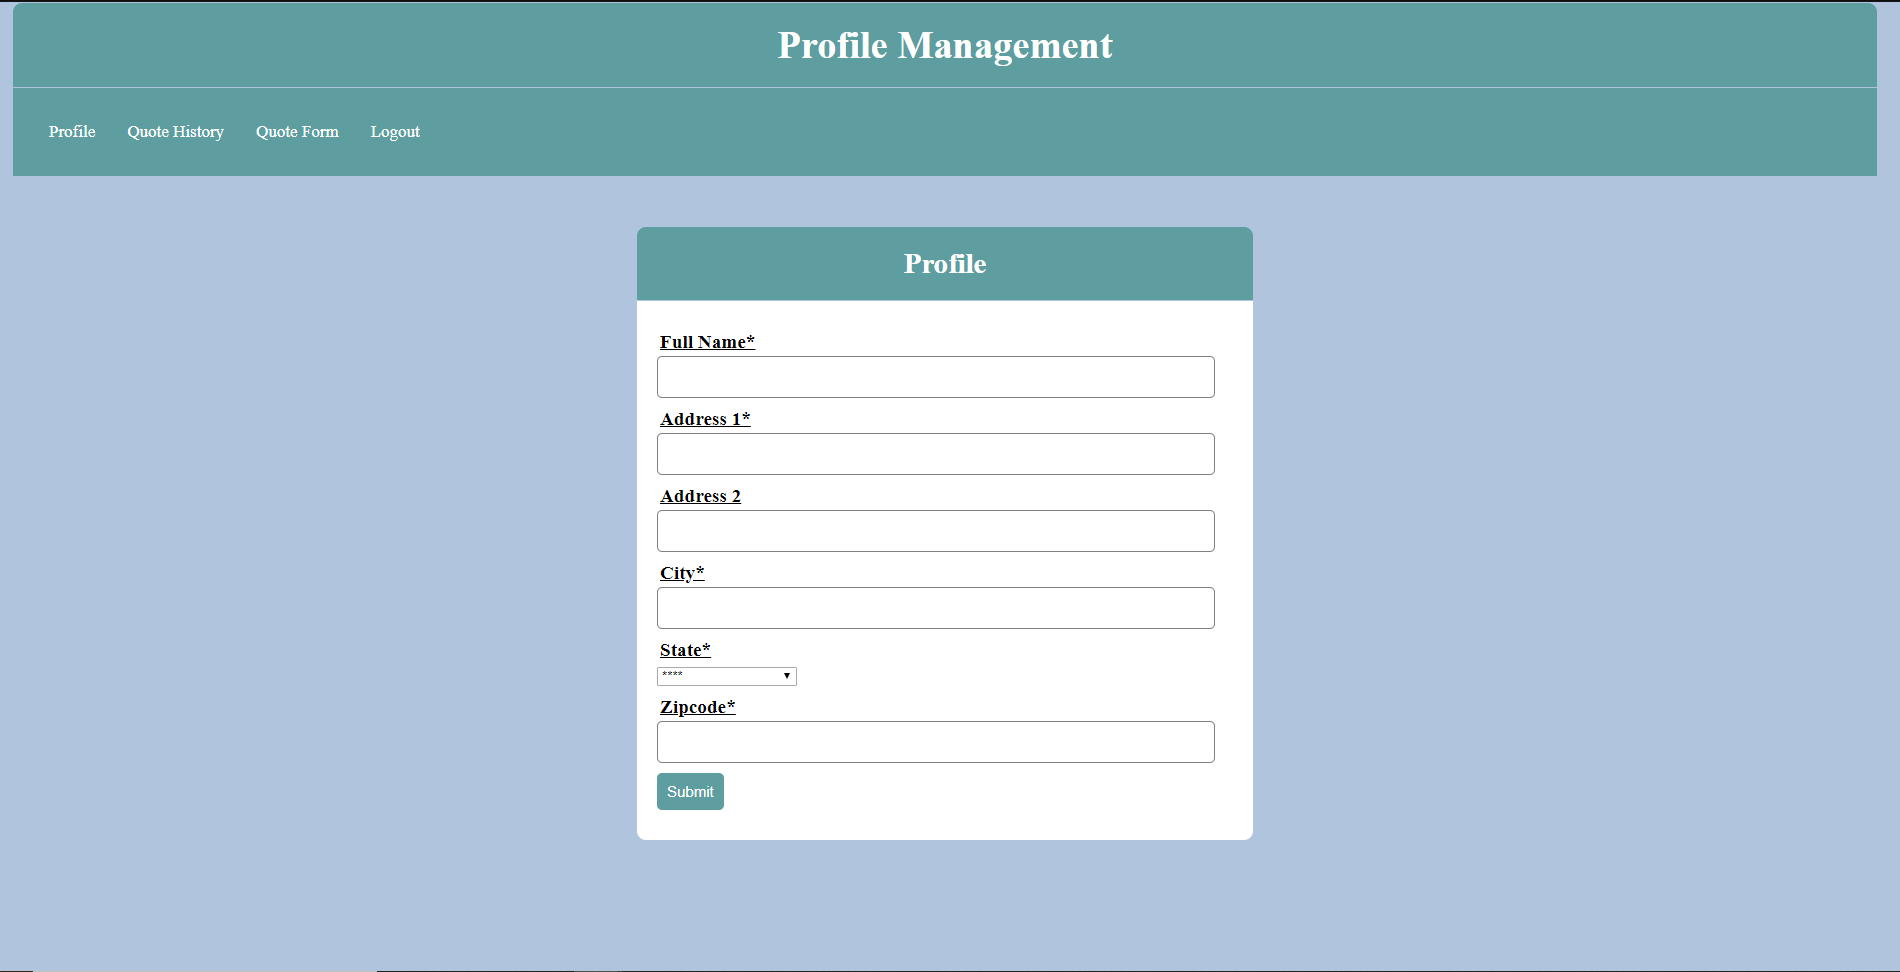 Profile Management
Profile Quote History Quote Form Logout
Profile
Full Name*
Address 1*
Address 2
City*
State*
****
Zipcode*
Submit